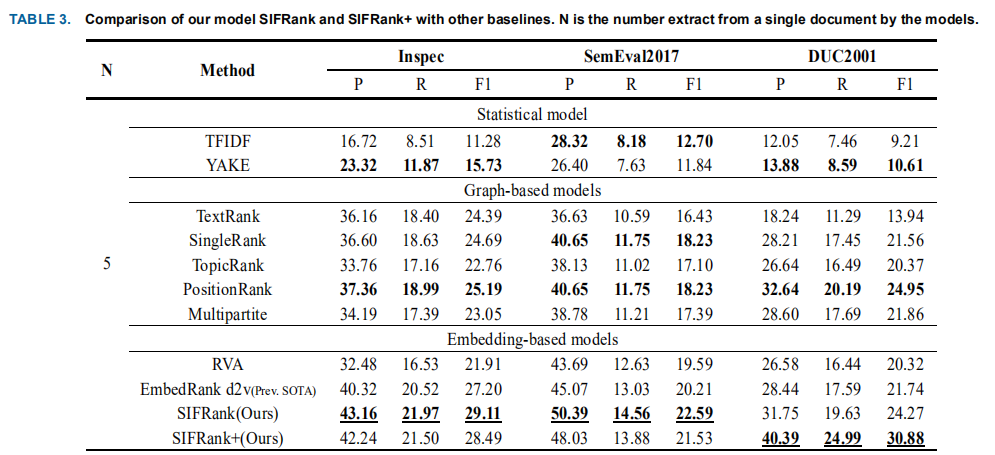 TABLE 3. Comparison of our model SIFRank and SIFRank+ with other baselines. N is the number extract from a single document by the models.
N Method Inspec SemEval2017 DUC2001
P R F1 P R F1 P R F1
Statistical model
TFIDF 16.72 8.51 11.28 28.32 8.18 12.70 12.05 7.46 9.21
YAKE 23.32 11.87 15.73 26.40 7.63 11.84 13.88 8.59 10.61
Graph-based models
TextRank 36.16 18.40 24.39 36.63 10.59 16.43 18.24 11.29 13.94
SingleRank 36.60 18.63 24.69 40.65 11.75 18.23 28.21 17.45 21.56
5 TopicRank 33.76 17.16 22.76 38.13 11.02 17.10 26.64 16.49 20.37
PositionRank 37.36 18.99 25.19 40.65 11.75 18.23 32.64 20.19 24.95
Multipartite 34.19 17.39 23.05 38.78 11.21 17.39 28.60 17.69 21.86
Embedding-based models
RVA 32.48 16.53 21.91 43.69 12.63 19.59 26.58 16.44 20.32
EmbedRank d2v(Prev. SOTA) 40.32 20.52 27.20 45.07 13.03 20.21 28.44 17.59 21.74
SIFRank(Ours) 43.16 21.97 29.11 50.39 14.56 22.59 31.75 19.63 24.27
SIFRank+(Ours) 42.24 21.50 28.49 48.03 13.88 21.53 40.39 24.99 30.88